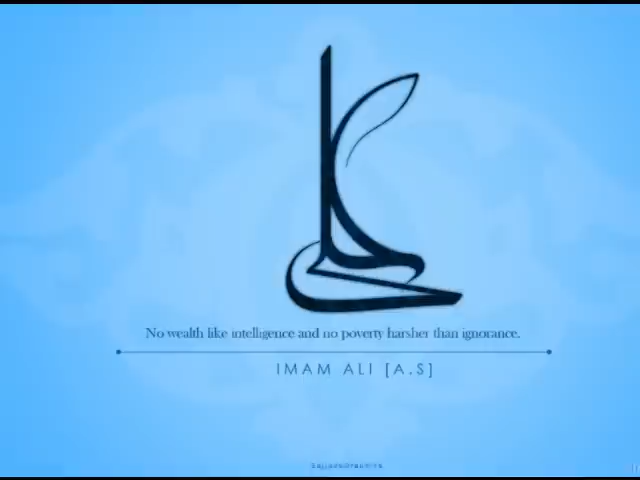 علي
No wealth like intelligence and no poverty harsher than ignorance.
IMAM ALI [A.S]